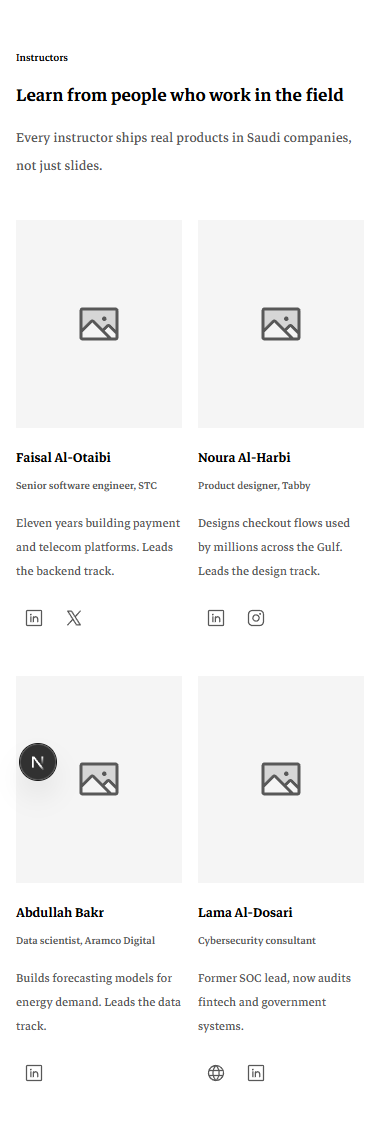 Instructors
Learn from people who work in the field
Every instructor ships real products in Saudi companies,
not just slides.
Faisal Al-Otaibi
Senior software engineer, STC
Eleven years building payment
and telecom platforms. Leads
the backend track.
Noura Al-Harbi
Product designer, Tabby
Designs checkout flows used
by millions across the Gulf.
Leads the design track.
Abdullah Bakr
Data scientist, Aramco Digital
Builds forecasting models for
energy demand. Leads the data
track.
Lama Al-Dosari
Cybersecurity consultant
Former SOC lead, now audits
fintech and government
systems.